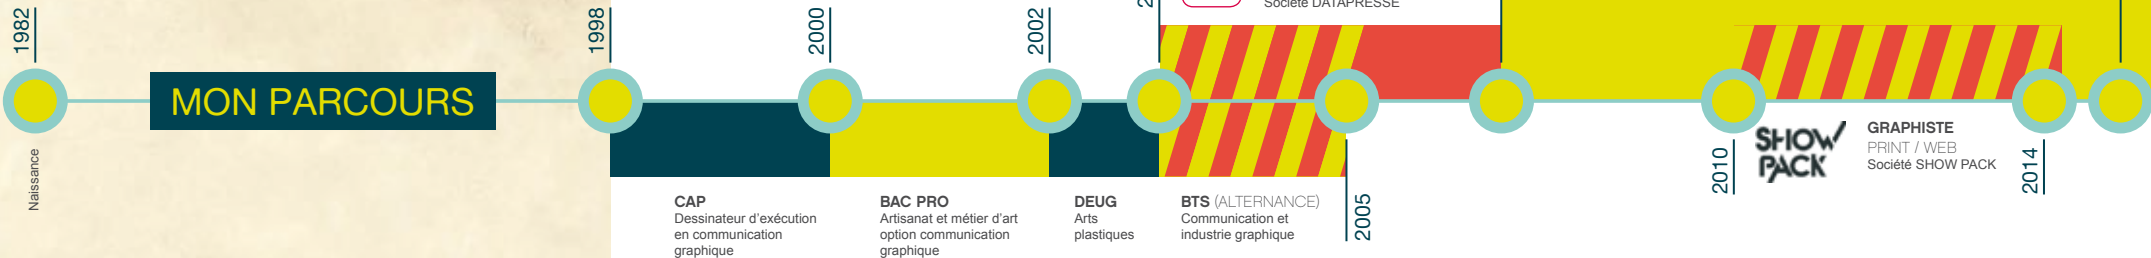 1982
Naissance
MON PARCOURS
1998
2000
2002
Société DATAPRESSE
CAP
Dessinateur d'exécution
en communication
graphique
BAC PRO
Artisanat et métier d'art
option communication
graphique
DEUG
Arts
plastiques
BTS (ALTERNANCE)
Communication et
industrie graphique
2005
2010
SHOW
PACK
GRAPHISTE
PRINT / WEB
Société SHOW PACK
2014